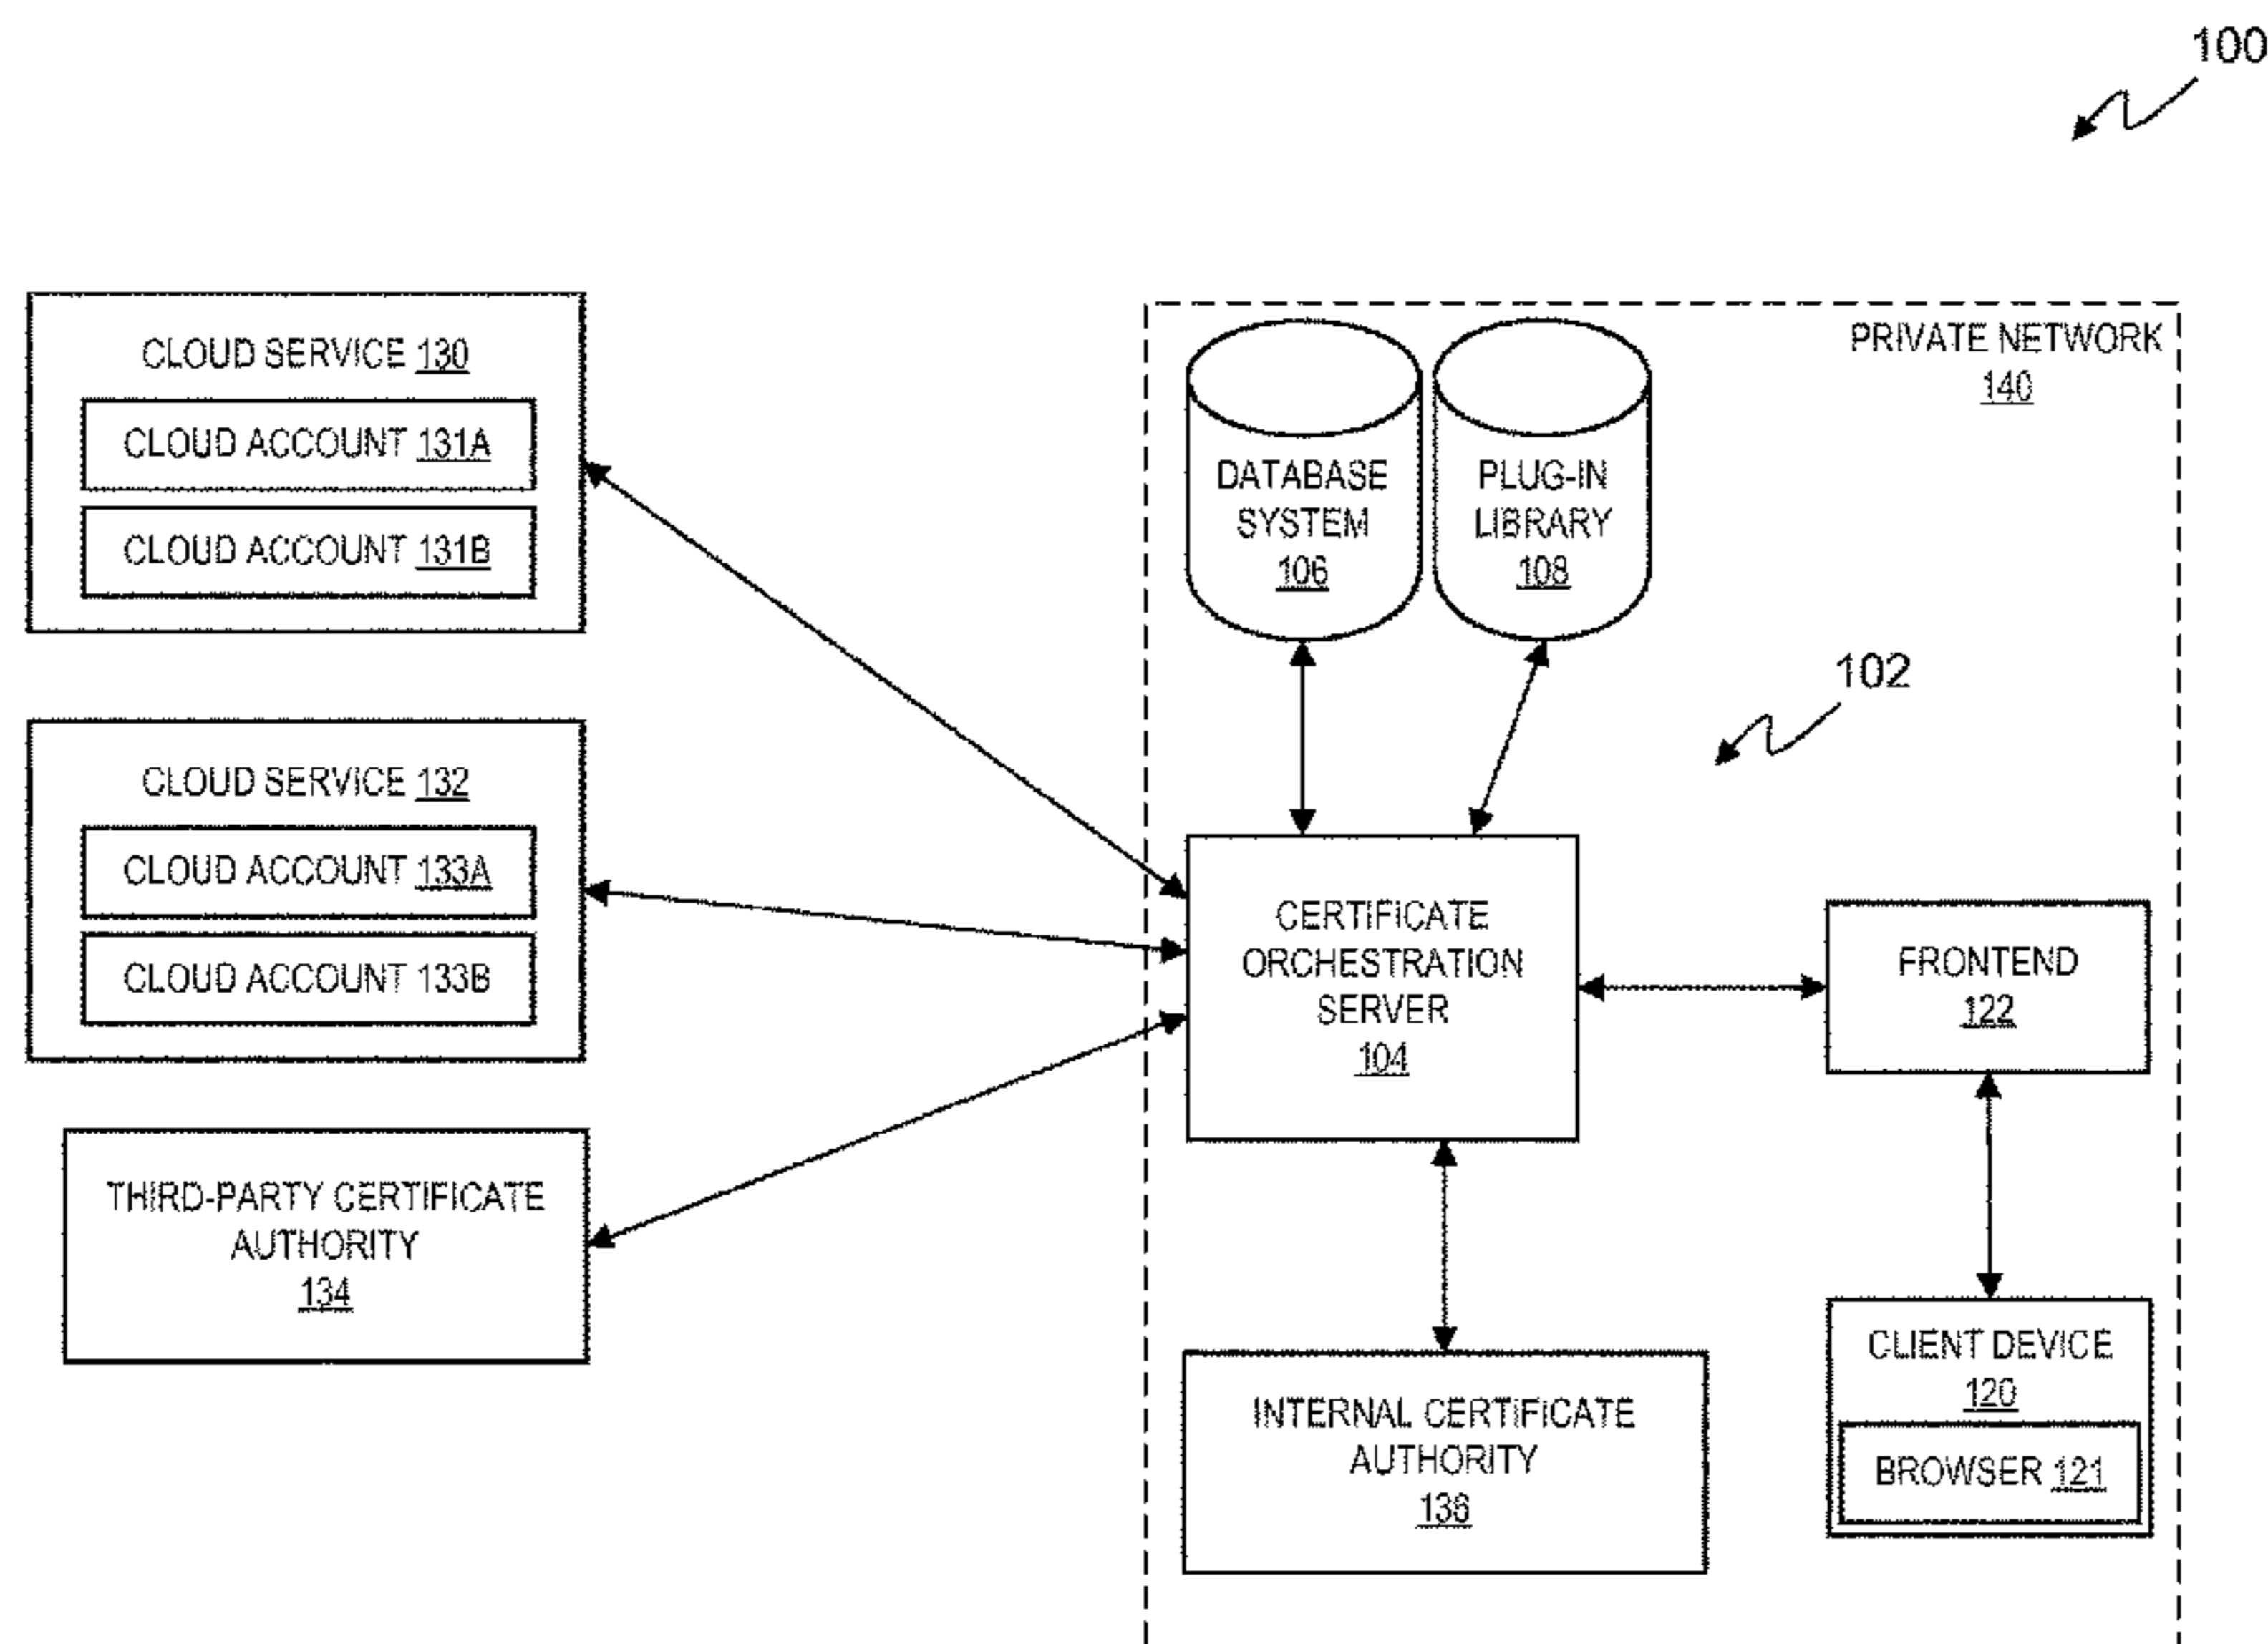 100
CLOUD SERVICE 130
CLOUD ACCOUNT 131A
CLOUD ACCOUNT 131B
CLOUD SERVICE 132
CLOUD ACCOUNT 133A
CLOUD ACCOUNT 133B
THIRD-PARTY CERTIFICATE
AUTHORITY
134
PRIVATE NETWORK
140
DATABASE
SYSTEM
106
PLUG-IN
LIBRARY
108
102
CERTIFICATE
ORCHESTRATION
SERVER
104
FRONTEND
122
INTERNAL CERTIFICATE
AUTHORITY
136
CLIENT DEVICE
120
BROWSER 121